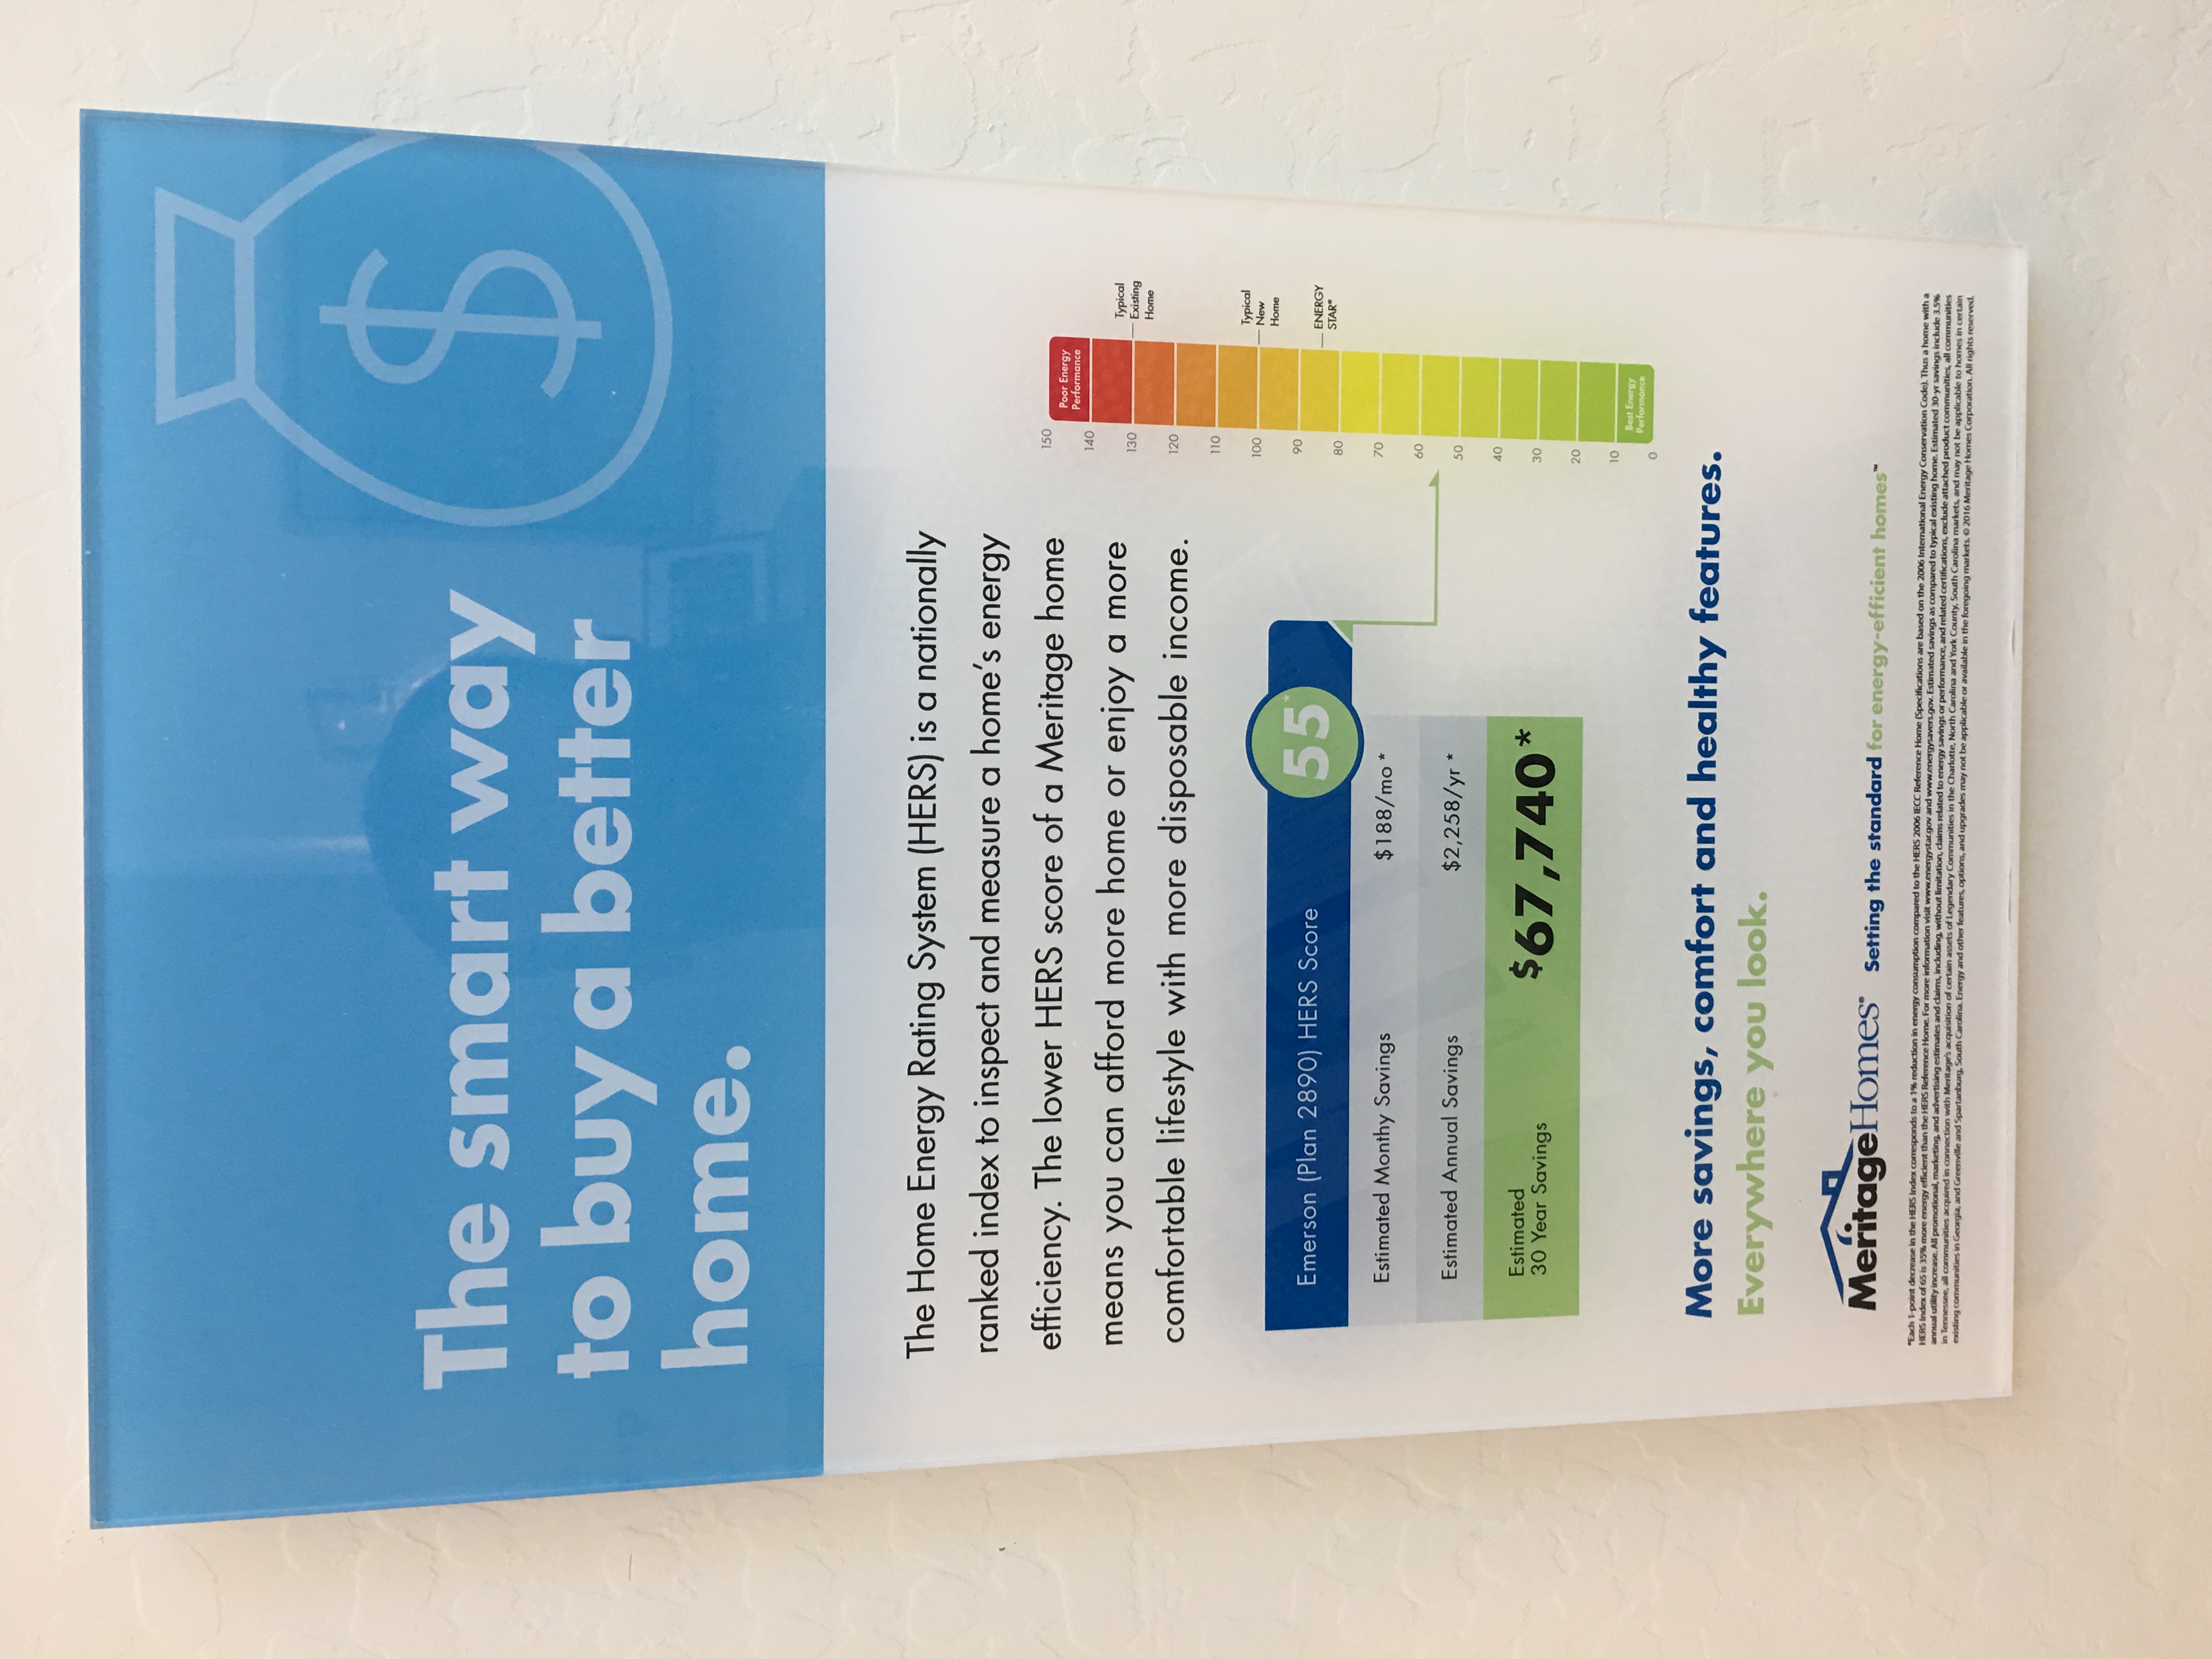 $
The smart way
to buy a better
home.
The Home Energy Rating System (HERS) is a nationally
ranked index to inspect and measure a home's energy
efficiency. The lower HERS score of a Meritage home
means you can afford more home or enjoy a more
comfortable lifestyle with more disposable income.
Emerson (Plan 2890) HERS Score 55*
Estimated Monthy Savings $188/mo *
Estimated Annual Savings $2,258/yr *
Estimated
30 Year Savings $67,740*
150
Poor Energy
Performance
140
130
Typical
Existing
Home
120
110
100
Typical
New
Home
90
ENERGY
STAR®
80
70
60
50
40
30
20
10
Best Energy
Performance
0
More savings, comfort and healthy features.
Everywhere you look.
MeritageHomes® Setting the standard for energy-efficient homes™
*Each 1-point decrease in the HERS Index corresponds to a 1% reduction in energy consumption compared to the HERS 2006 IECC Reference Home (Specifications are based on the 2006 International Energy Conservation Code). Thus a home with a
HERS Index of 65 is 35% more energy efficient than the HERS Reference Home. For more information visit www.energystar.gov and www.energysavers.gov. Estimated savings as compared to typical existing home. Estimated 30-yr savings include 3.5%
annual utility increase. All promotional, marketing, and advertising estimates and claims, including, without limitation, claims related to energy savings or performance, and related certifications, exclude attached product communities, all communities
in Tennessee, all communities acquired in connection with Meritage's acquisition of certain assets of Legendary Communities in the Charlotte, North Carolina and York County, South Carolina markets, and may not be applicable to homes in certain
existing communities in Georgia, and Greenville and Spartanburg, South Carolina. Energy and other features, options, and upgrades may not be applicable or available in the foregoing markets. © 2016 Meritage Homes Corporation. All rights reserved.